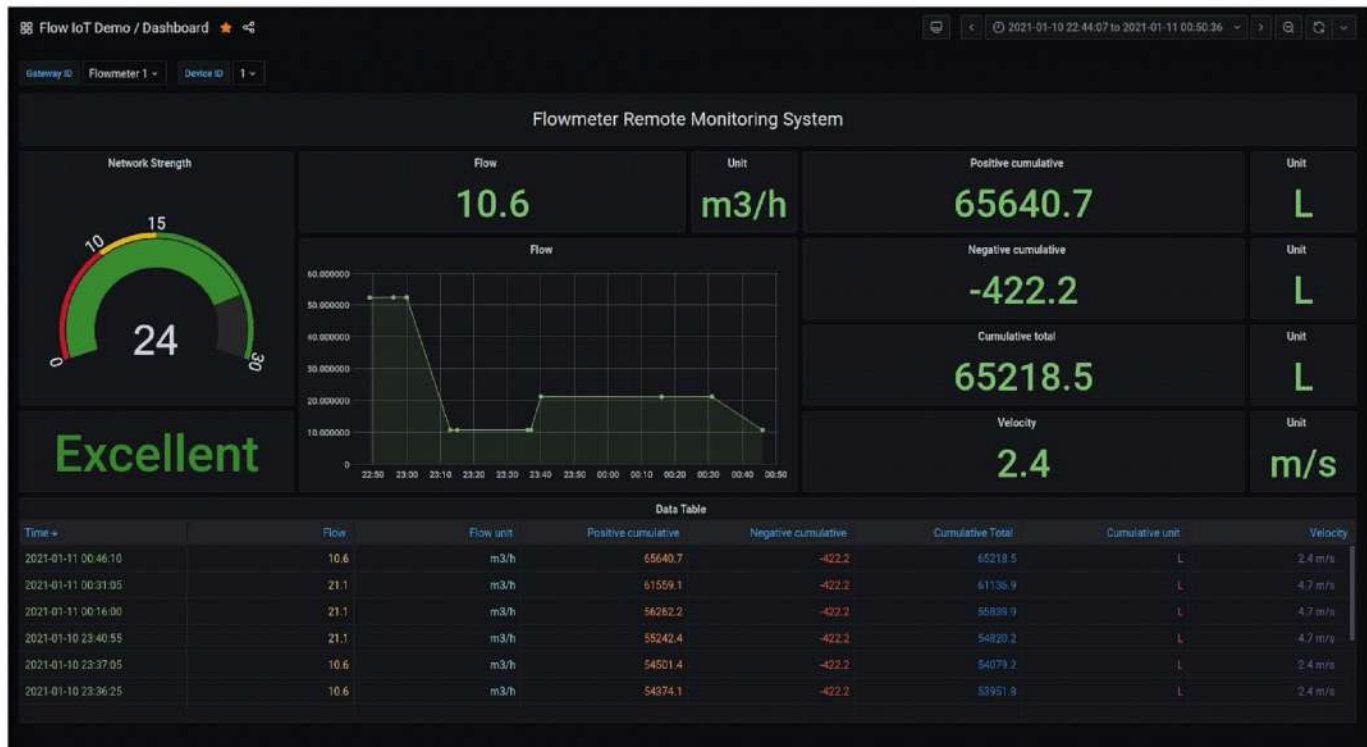 Flow IoT Demo / Dashboard
2021-01-10 22:44:07 to 2021-01-11 00:50:36
Gateway ID Flowmeter 1 Device ID 1
Flowmeter Remote Monitoring System
Network Strength
0
10
15
30
24
Excellent
Flow
10.6
Unit
m3/h
Flow
60.000000
50.000000
40.000000
30.000000
20.000000
10.000000
0
22:50 23:00 23:10 23:20 23:30 23:40 23:50 00:00 00:10 00:20 00:30 00:40 00:50
Positive cumulative
65640.7
Unit
L
Negative cumulative
-422.2
Unit
L
Cumulative total
65218.5
Unit
L
Velocity
2.4
Unit
m/s
Data Table
Time Flow Flow unit Positive cumulative Negative cumulative Cumulative Total Cumulative unit Velocity
2021-01-11 00:46:10 10.6 m3/h 65640.7 -422.2 65218.5 L 2.4 m/s
2021-01-11 00:31:05 21.1 m3/h 61559.1 -422.2 61136.9 L 4.7 m/s
2021-01-11 00:16:00 21.1 m3/h 56262.2 -422.2 55839.9 L 4.7 m/s
2021-01-10 23:40:55 21.1 m3/h 55242.4 -422.2 54820.2 L 4.7 m/s
2021-01-10 23:37:05 10.6 m3/h 54501.4 -422.2 54079.2 L 2.4 m/s
2021-01-10 23:36:25 10.6 m3/h 54374.1 -422.2 53951.8 L 2.4 m/s